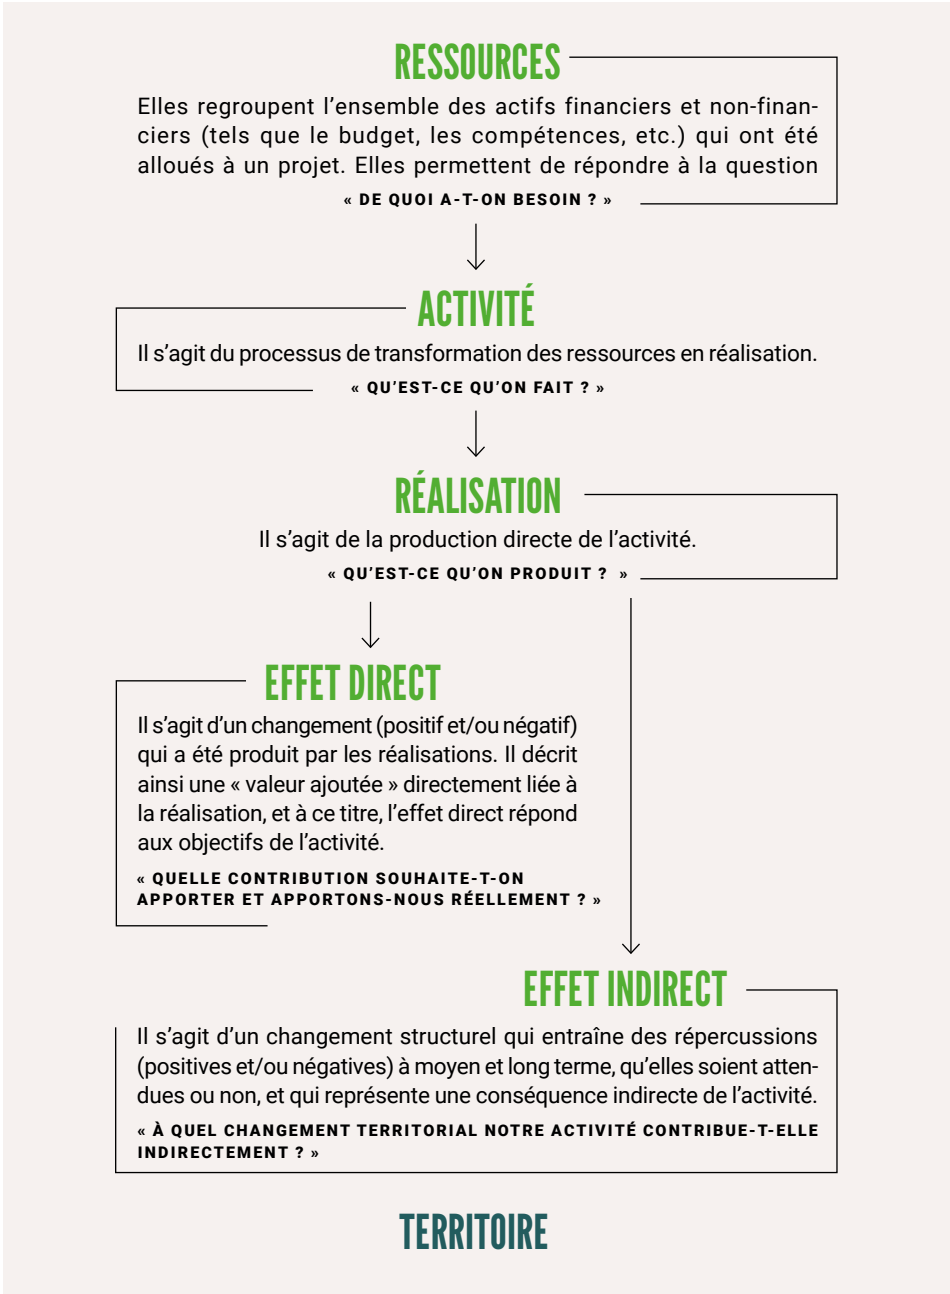 RESSOURCES
Elles regroupent l’ensemble des actifs financiers et non-finan-
ciers (tels que le budget, les compétences, etc.) qui ont été
alloués à un projet. Elles permettent de répondre à la question
« DE QUOI A-T-ON BESOIN ? »
ACTIVITÉ
Il s’agit du processus de transformation des ressources en réalisation.
« QU’EST-CE QU’ON FAIT ? »
RÉALISATION
Il s’agit de la production directe de l’activité.
« QU’EST-CE QU’ON PRODUIT ? »
EFFET DIRECT
Il s’agit d’un changement (positif et/ou négatif)
qui a été produit par les réalisations. Il décrit
ainsi une « valeur ajoutée » directement liée à
la réalisation, et à ce titre, l’effet direct répond
aux objectifs de l’activité.
« QUELLE CONTRIBUTION SOUHAITE-T-ON
APPORTER ET APPORTONS-NOUS RÉELLEMENT ? »
EFFET INDIRECT
Il s’agit d’un changement structurel qui entraîne des répercussions
(positives et/ou négatives) à moyen et long terme, qu’elles soient atten-
dues ou non, et qui représente une conséquence indirecte de l’activité.
« À QUEL CHANGEMENT TERRITORIAL NOTRE ACTIVITÉ CONTRIBUE-T-ELLE
INDIRECTEMENT ? »
TERRITOIRE